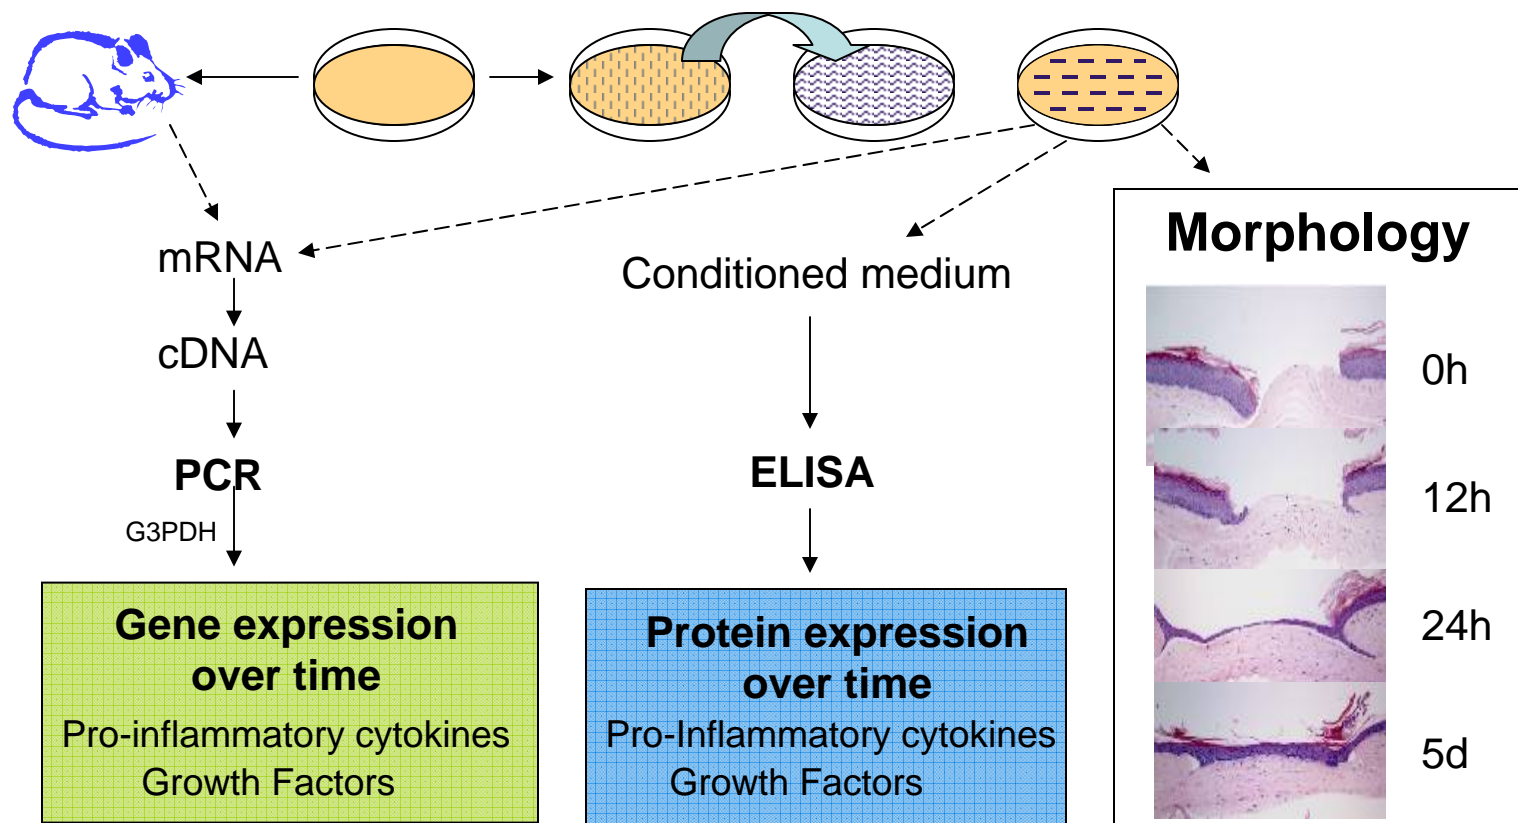 mRNA
cDNA
PCR
G3PDH
Gene expression
over time
Pro-inflammatory cytokines
Growth Factors
Conditioned medium
ELISA
Protein expression
over time
Pro-Inflammatory cytokines
Growth Factors
Morphology
0h
12h
24h
5d